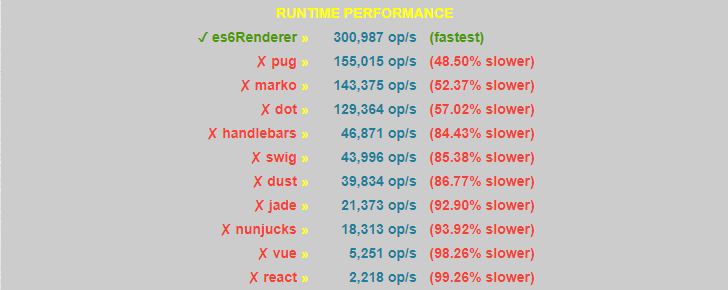 RUNTIME PERFORMANCE
✓ es6Renderer » 300,987 op/s (fastest)
✗ pug » 155,015 op/s (48.50% slower)
✗ marko » 143,375 op/s (52.37% slower)
✗ dot » 129,364 op/s (57.02% slower)
✗ handlebars » 46,871 op/s (84.43% slower)
✗ swig » 43,996 op/s (85.38% slower)
✗ dust » 39,834 op/s (86.77% slower)
✗ jade » 21,373 op/s (92.90% slower)
✗ nunjucks » 18,313 op/s (93.92% slower)
✗ vue » 5,251 op/s (98.26% slower)
✗ react » 2,218 op/s (99.26% slower)